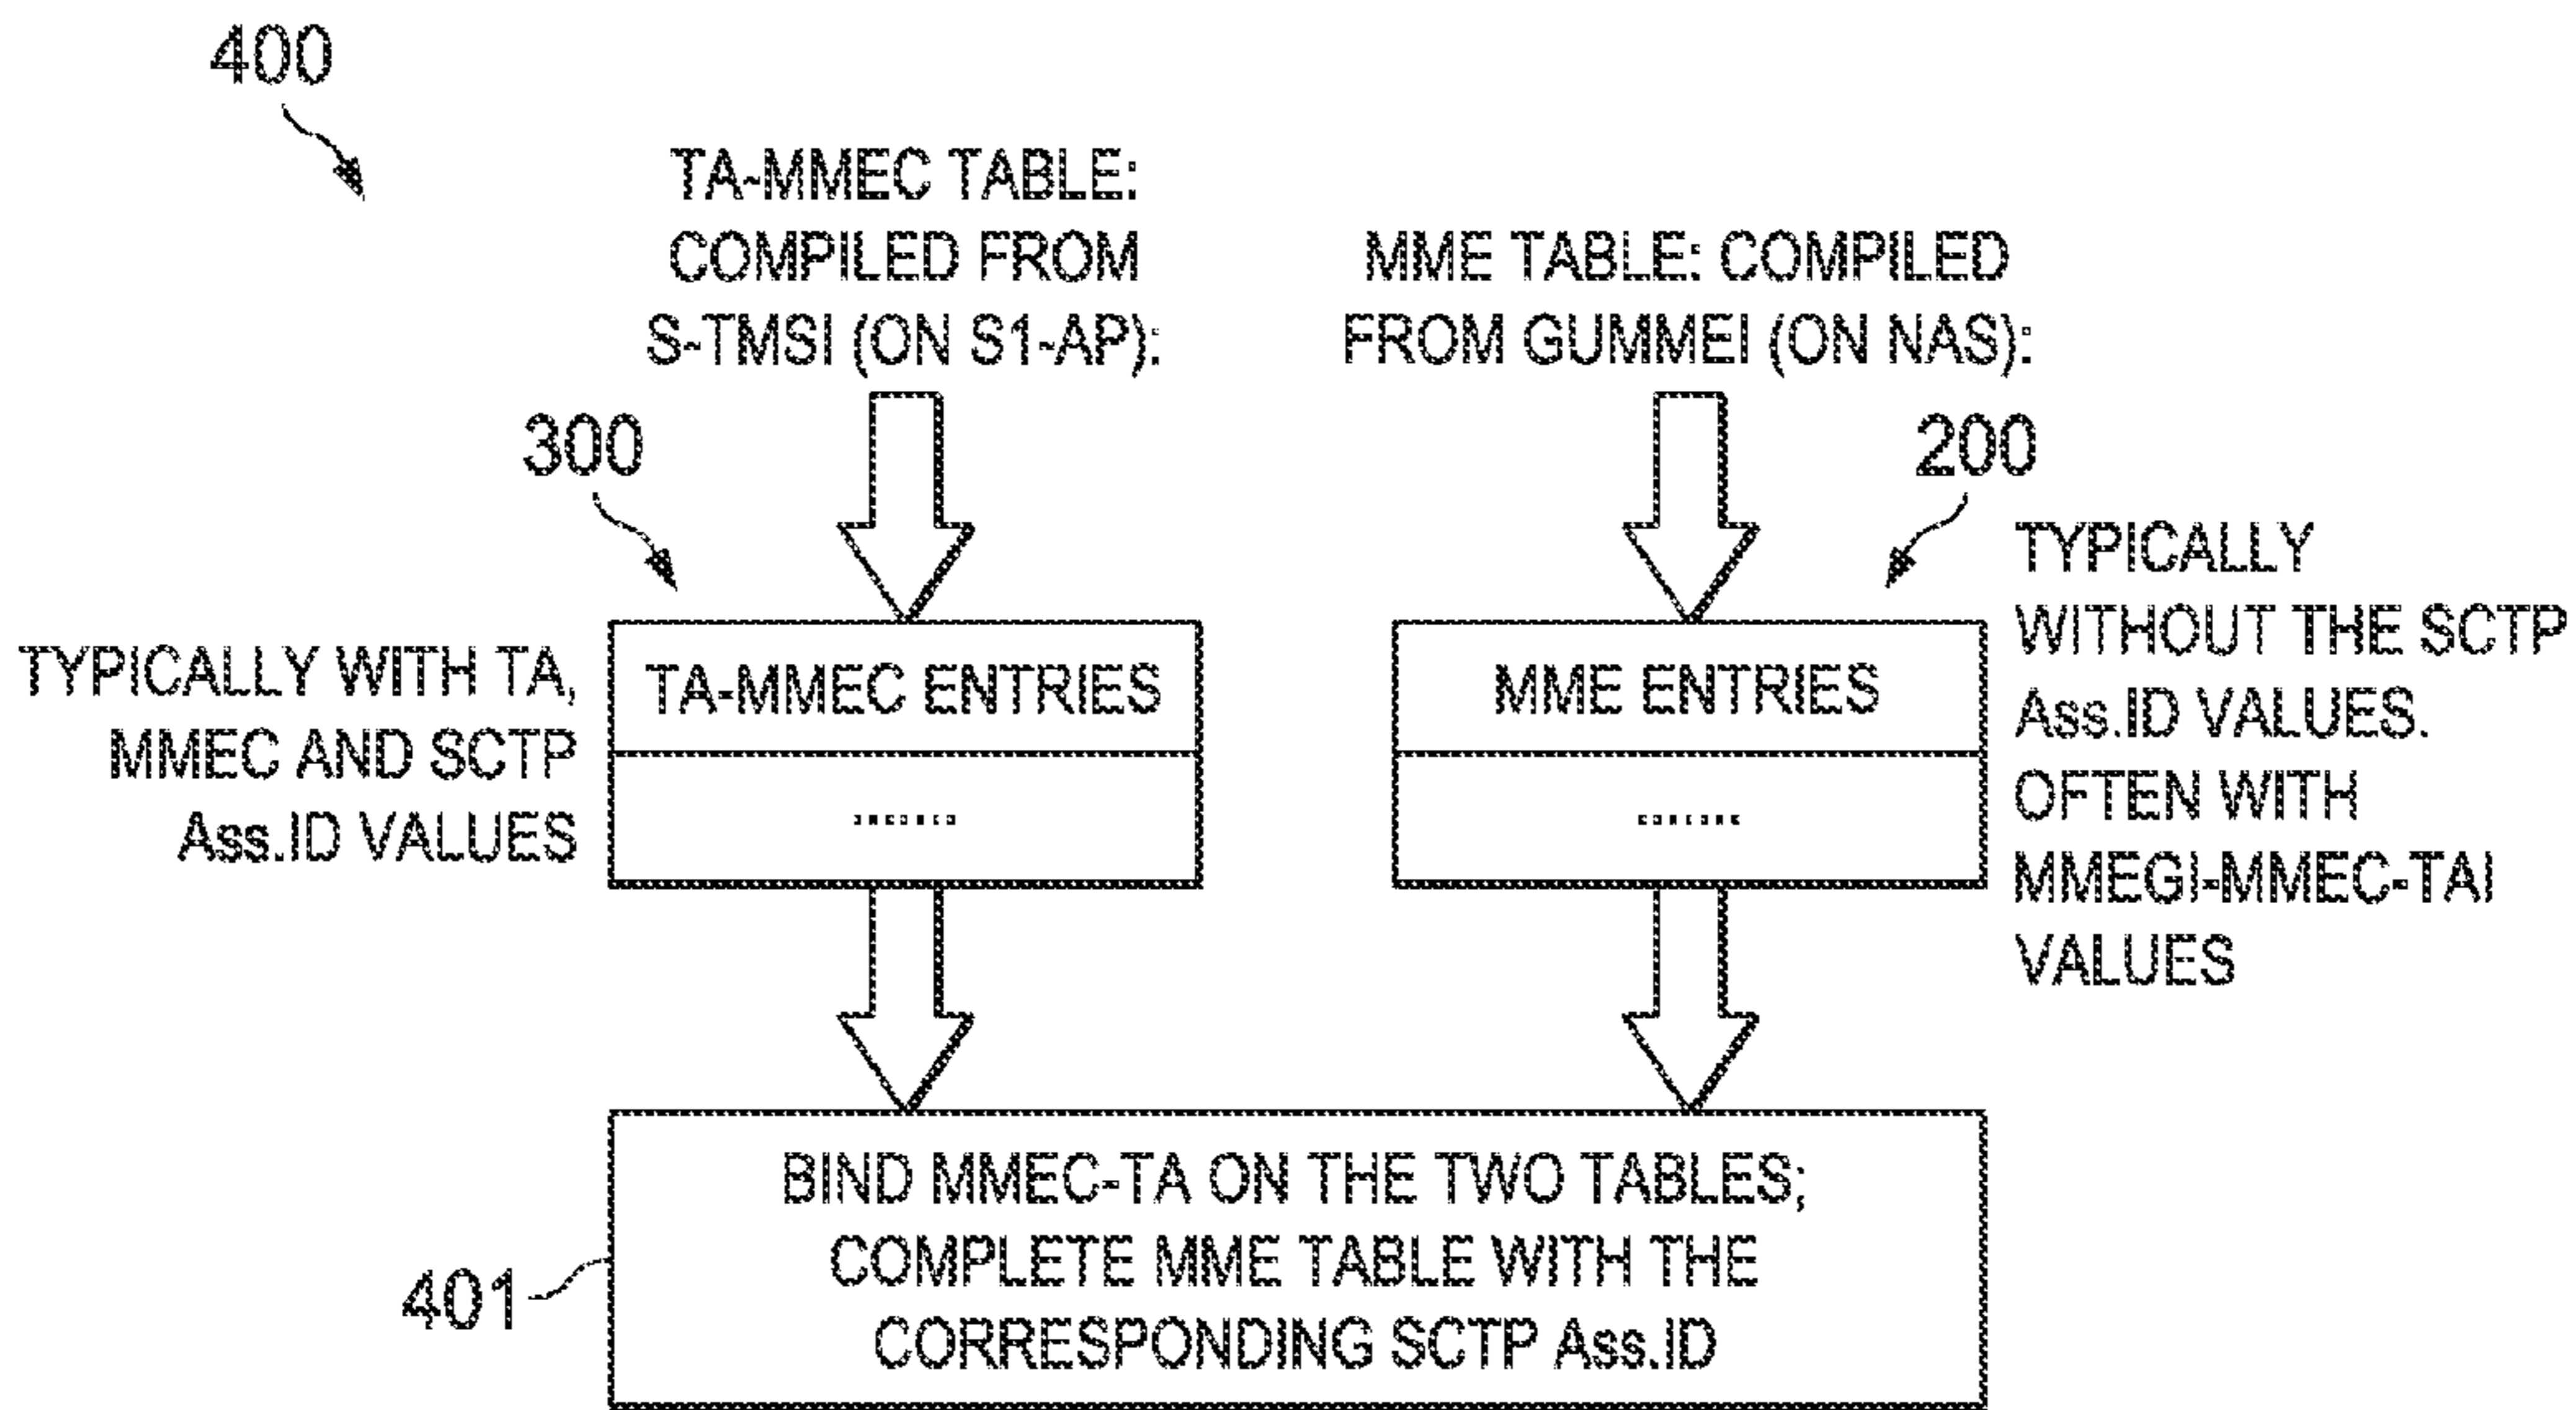 400
TA-MMEC TABLE:
COMPILED FROM
S-TMSI (ON S1-AP):
MME TABLE: COMPILED
FROM GUMMEI (ON NAS):
300
200
TYPICALLY WITH TA,
MMEC AND SCTP
Ass.ID VALUES
TA-MMEC ENTRIES
.......
MME ENTRIES
.......
TYPICALLY
WITHOUT THE SCTP
Ass.ID VALUES.
OFTEN WITH
MMEGI-MMEC-TAI
VALUES
BIND MMEC-TA ON THE TWO TABLES;
COMPLETE MME TABLE WITH THE
CORRESPONDING SCTP Ass.ID
401